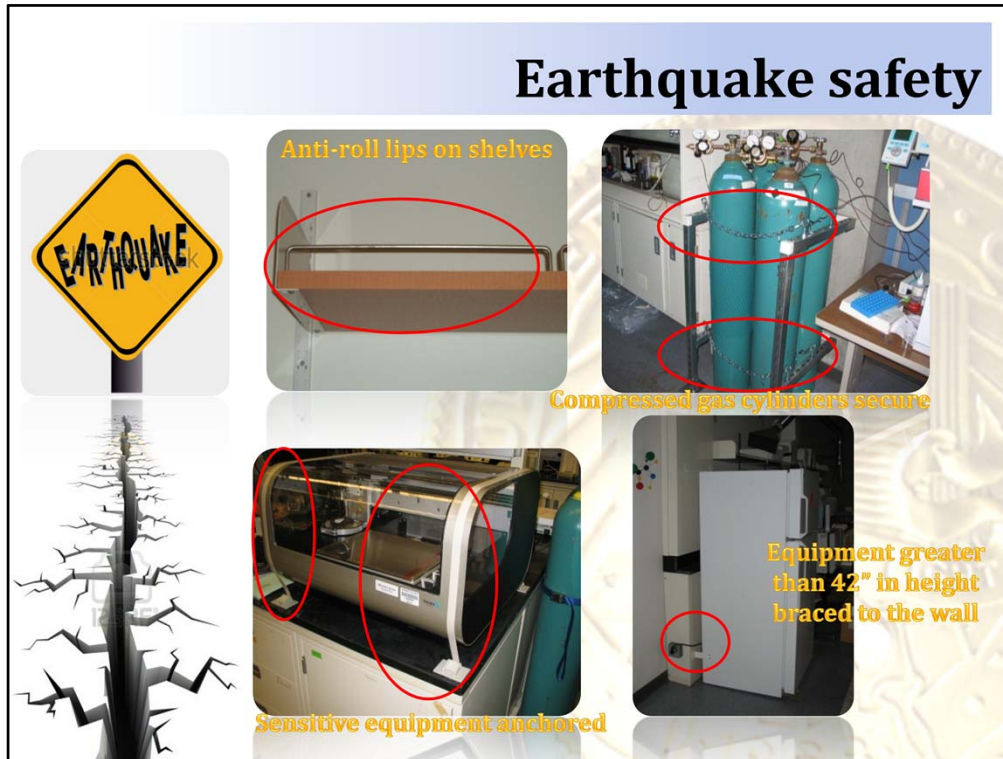 Earthquake safety
EARTHQUAKE
Anti-roll lips on shelves
Compressed gas cylinders secure
Sensitive equipment anchored
Equipment greater
than 42” in height
braced to the wall